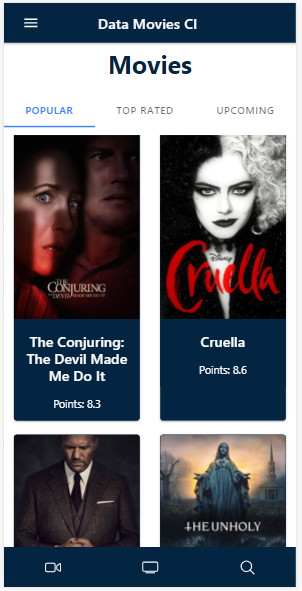 Data Movies CI
Movies
POPULAR
TOP RATED
UPCOMING
THE
CONJURING
THE DEVIL MADE ME DO IT
Disney
Cruella
The Conjuring:
The Devil Made
Me Do It
Points: 8.3
Cruella
Points: 8.6
THE UNHOLY